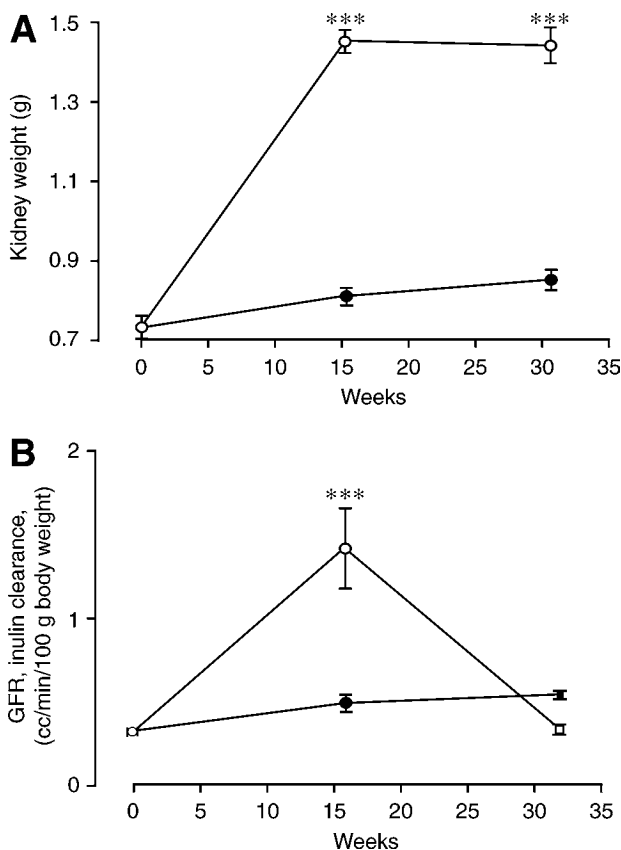 A
1.5
1.3
1.1
0.9
0.7
Kidney weight (g)
***
***
0 5 10 15 20 25 30 35
Weeks
B
2
1
0
GFR, inulin clearance,
(cc/min/100 g body weight)
***
0 5 10 15 20 25 30 35
Weeks